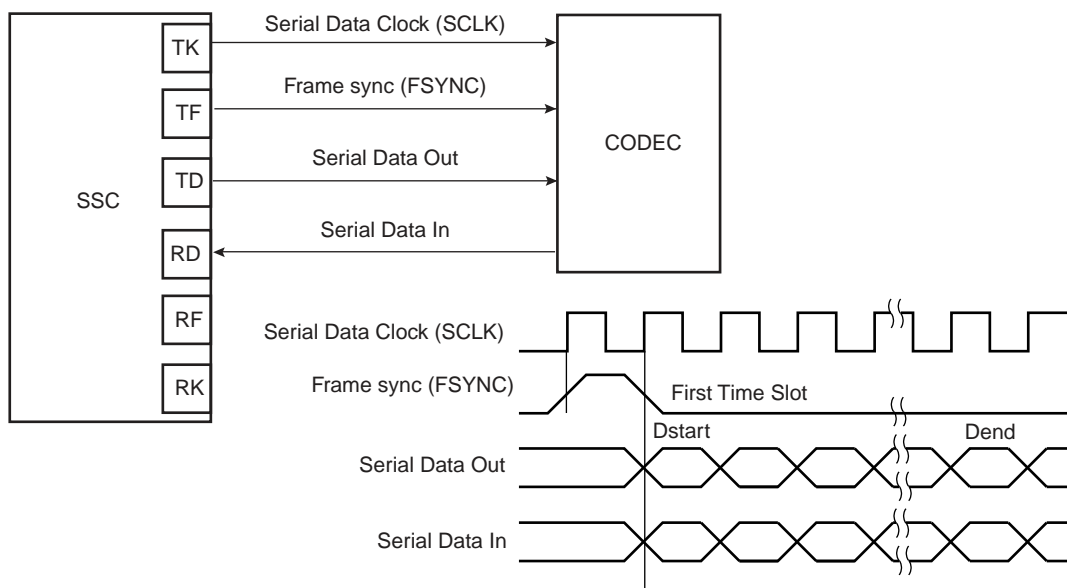 Serial Data Clock (SCLK)
TK
Frame sync (FSYNC)
TF
CODEC
Serial Data Out
TD
SSC
Serial Data In
RD
RF
Serial Data Clock (SCLK)
RK
Frame sync (FSYNC)
First Time Slot
Dstart
Dend
Serial Data Out
Serial Data In